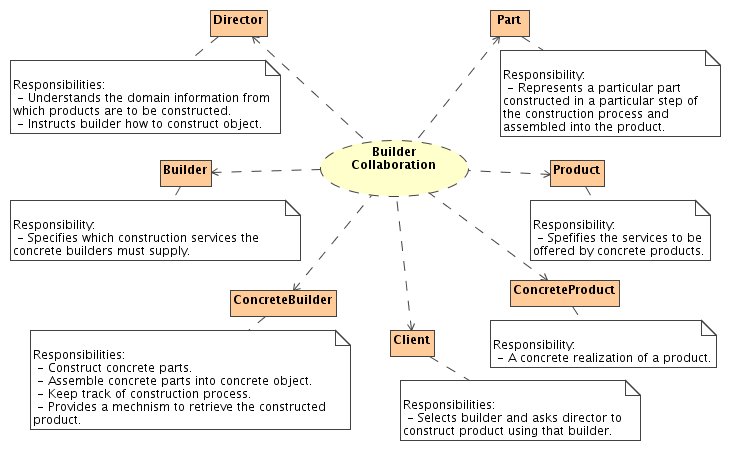 Director
Responsibilities:
- Understands the domain information from
which products are to be constructed.
- Instructs builder how to construct object.
Part
Responsibility:
- Represents a particular part
constructed in a particular step of
the construction process and
assembled into the product.
Builder
Collaboration
Builder
Responsibility:
- Specifies which construction services the
concrete builders must supply.
Product
Responsibility:
- Spefifies the services to be
offered by concrete products.
ConcreteBuilder
Responsibilities:
- Construct concrete parts.
- Assemble concrete parts into concrete object.
- Keep track of construction process.
- Provides a mechnism to retrieve the constructed
product.
Client
Responsibilities:
- Selects builder and asks director to
construct product using that builder.
ConcreteProduct
Responsibility:
- A concrete realization of a product.